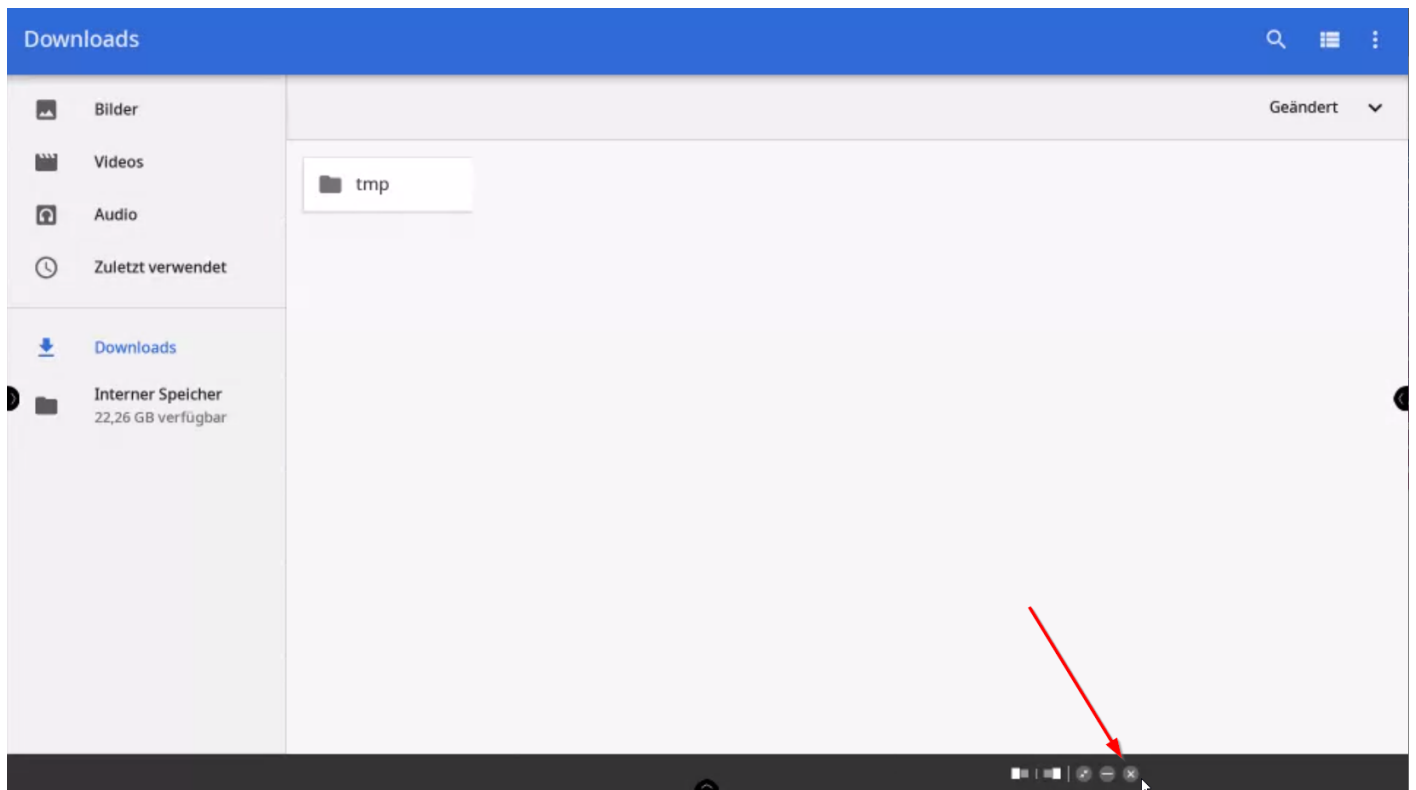 Downloads
Bilder
Geändert
Videos
tmp
Audio
Zuletzt verwendet
Downloads
Interner Speicher
22,26 GB verfügbar